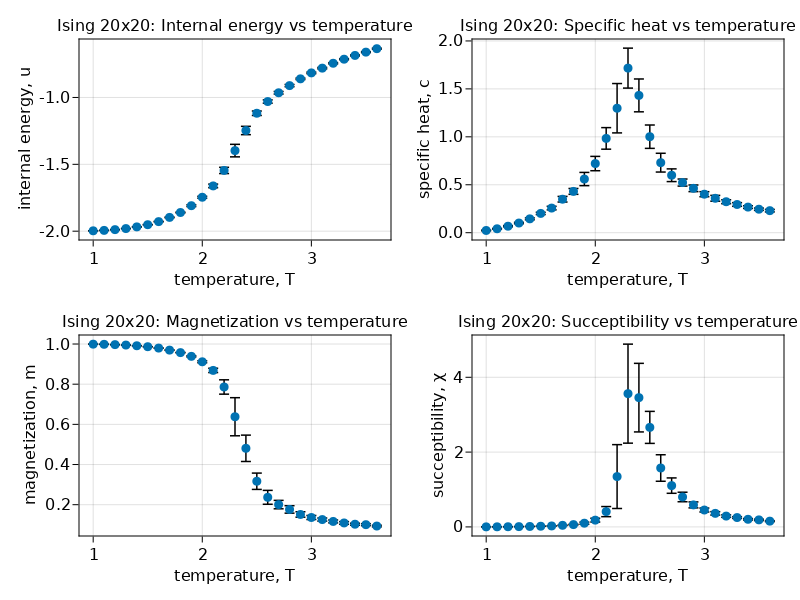 Ising 20x20: Internal energy vs temperature
internal energy, u
-1.0
-1.5
-2.0
1 2 3
temperature, T
Ising 20x20: Specific heat vs temperature
specific heat, c
2.0
1.5
1.0
0.5
0.0
1 2 3
temperature, T
Ising 20x20: Magnetization vs temperature
magnetization, m
1.0
0.8
0.6
0.4
0.2
1 2 3
temperature, T
Ising 20x20: Succeptibility vs temperature
succeptibility, χ
4
2
0
1 2 3
temperature, T